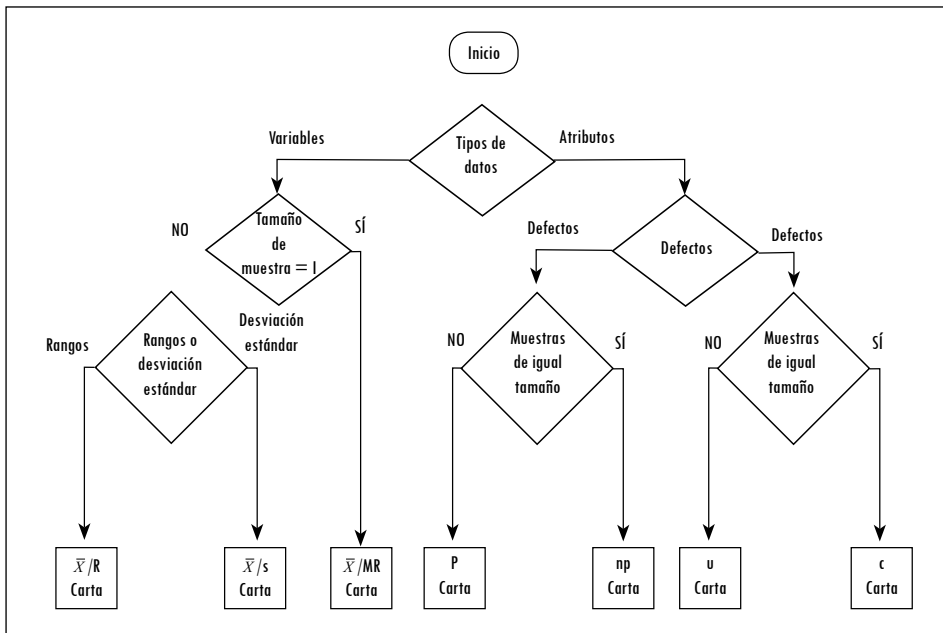 Inicio
Tipos de
datos
Variables
Atributos
NO
Tamaño
de
muestra = 1
SÍ
Defectos
Defectos
Defectos
Rangos
Rangos o
desviación
estándar
Desviación
estándar
NO
Muestras
de igual
tamaño
SÍ
NO
Muestras
de igual
tamaño
SÍ
X̅/R
Carta
X̅/s
Carta
X̅/MR
Carta
P
Carta
np
Carta
u
Carta
c
Carta